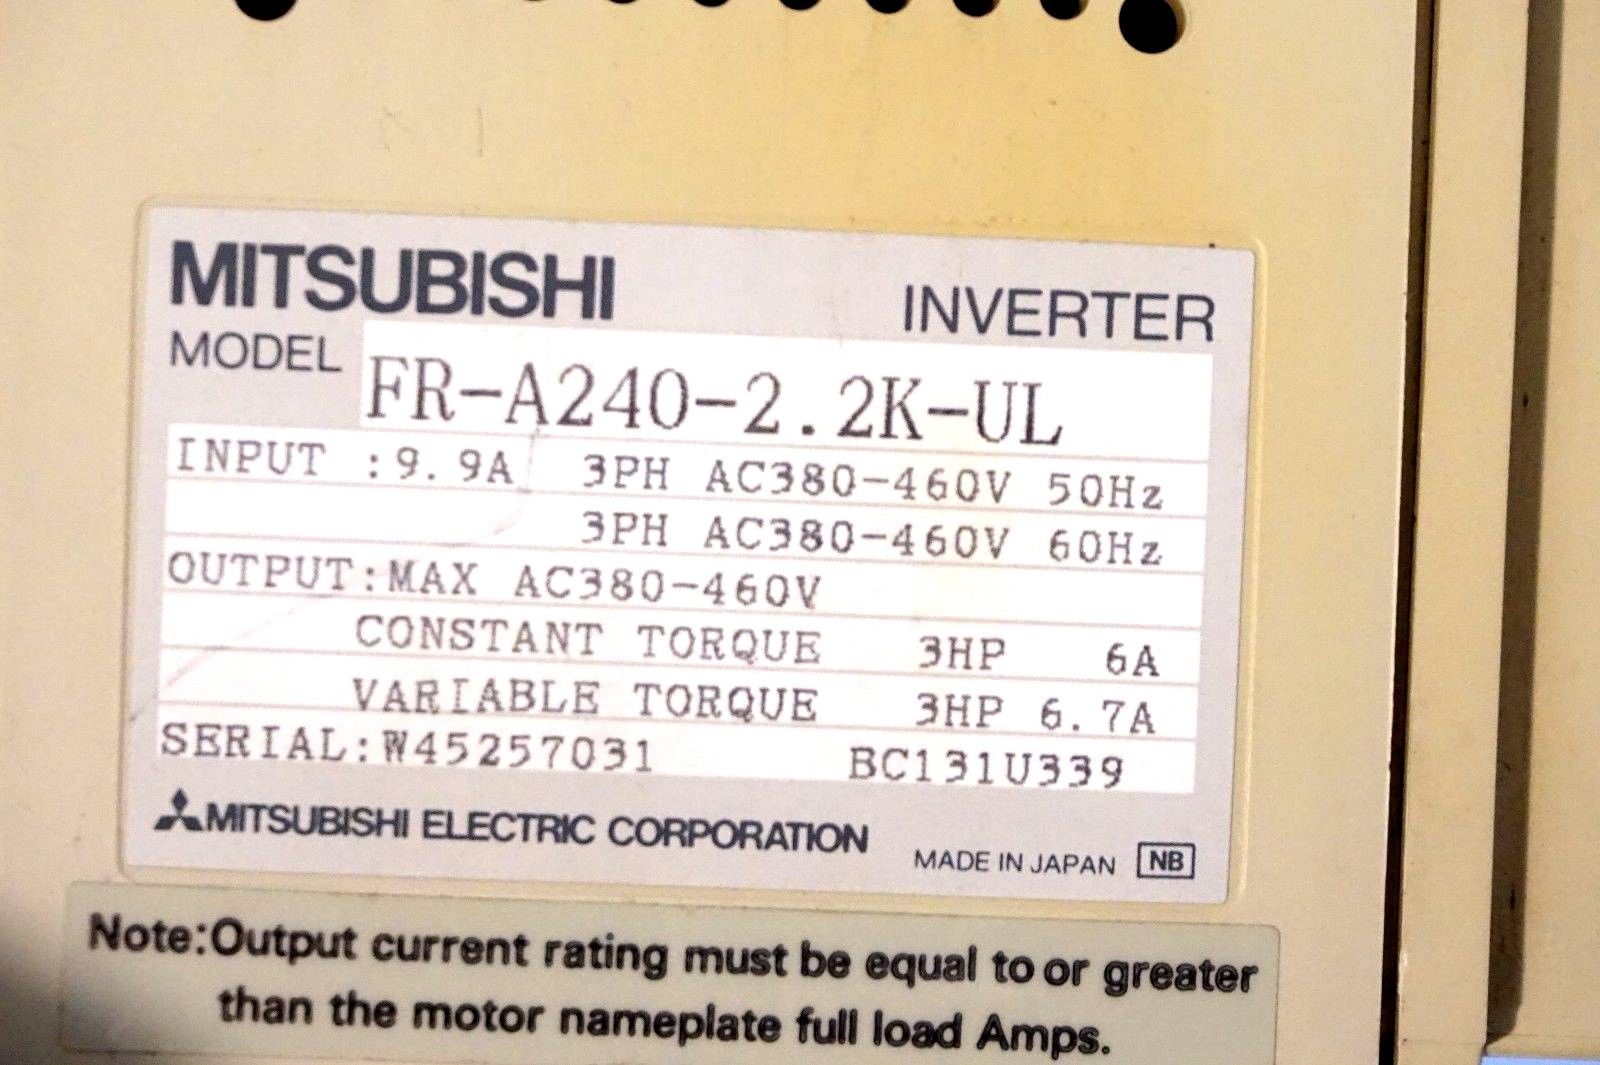 MITSUBISHI INVERTER
MODEL FR-A240-2.2K-UL
INPUT :9.9A 3PH AC380-460V 50Hz
3PH AC380-460V 60Hz
OUTPUT:MAX AC380-460V
CONSTANT TORQUE 3HP 6A
VARIABLE TORQUE 3HP 6.7A
SERIAL:W45257031 BC131U339
MITSUBISHI ELECTRIC CORPORATION
MADE IN JAPAN NB
Note:Output current rating must be equal to or greater
than the motor nameplate full load Amps.